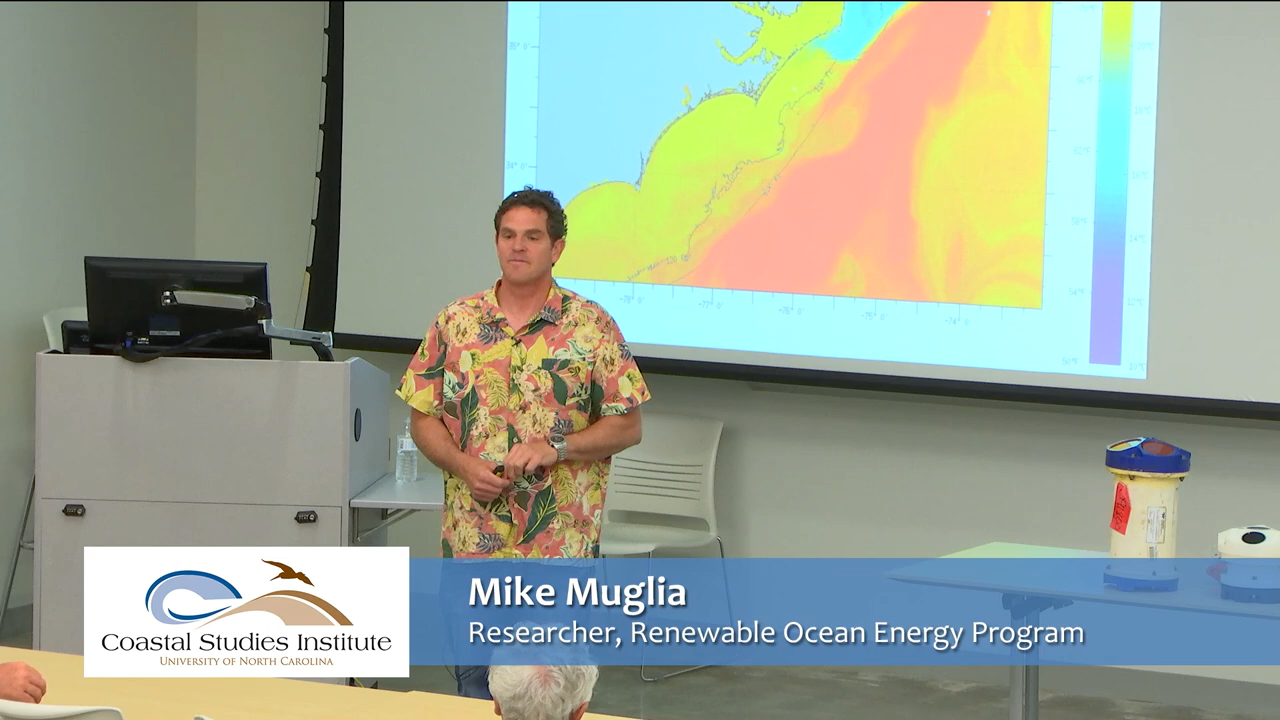 Mike Muglia
Researcher, Renewable Ocean Energy Program
Coastal Studies Institute
UNIVERSITY OF NORTH CAROLINA